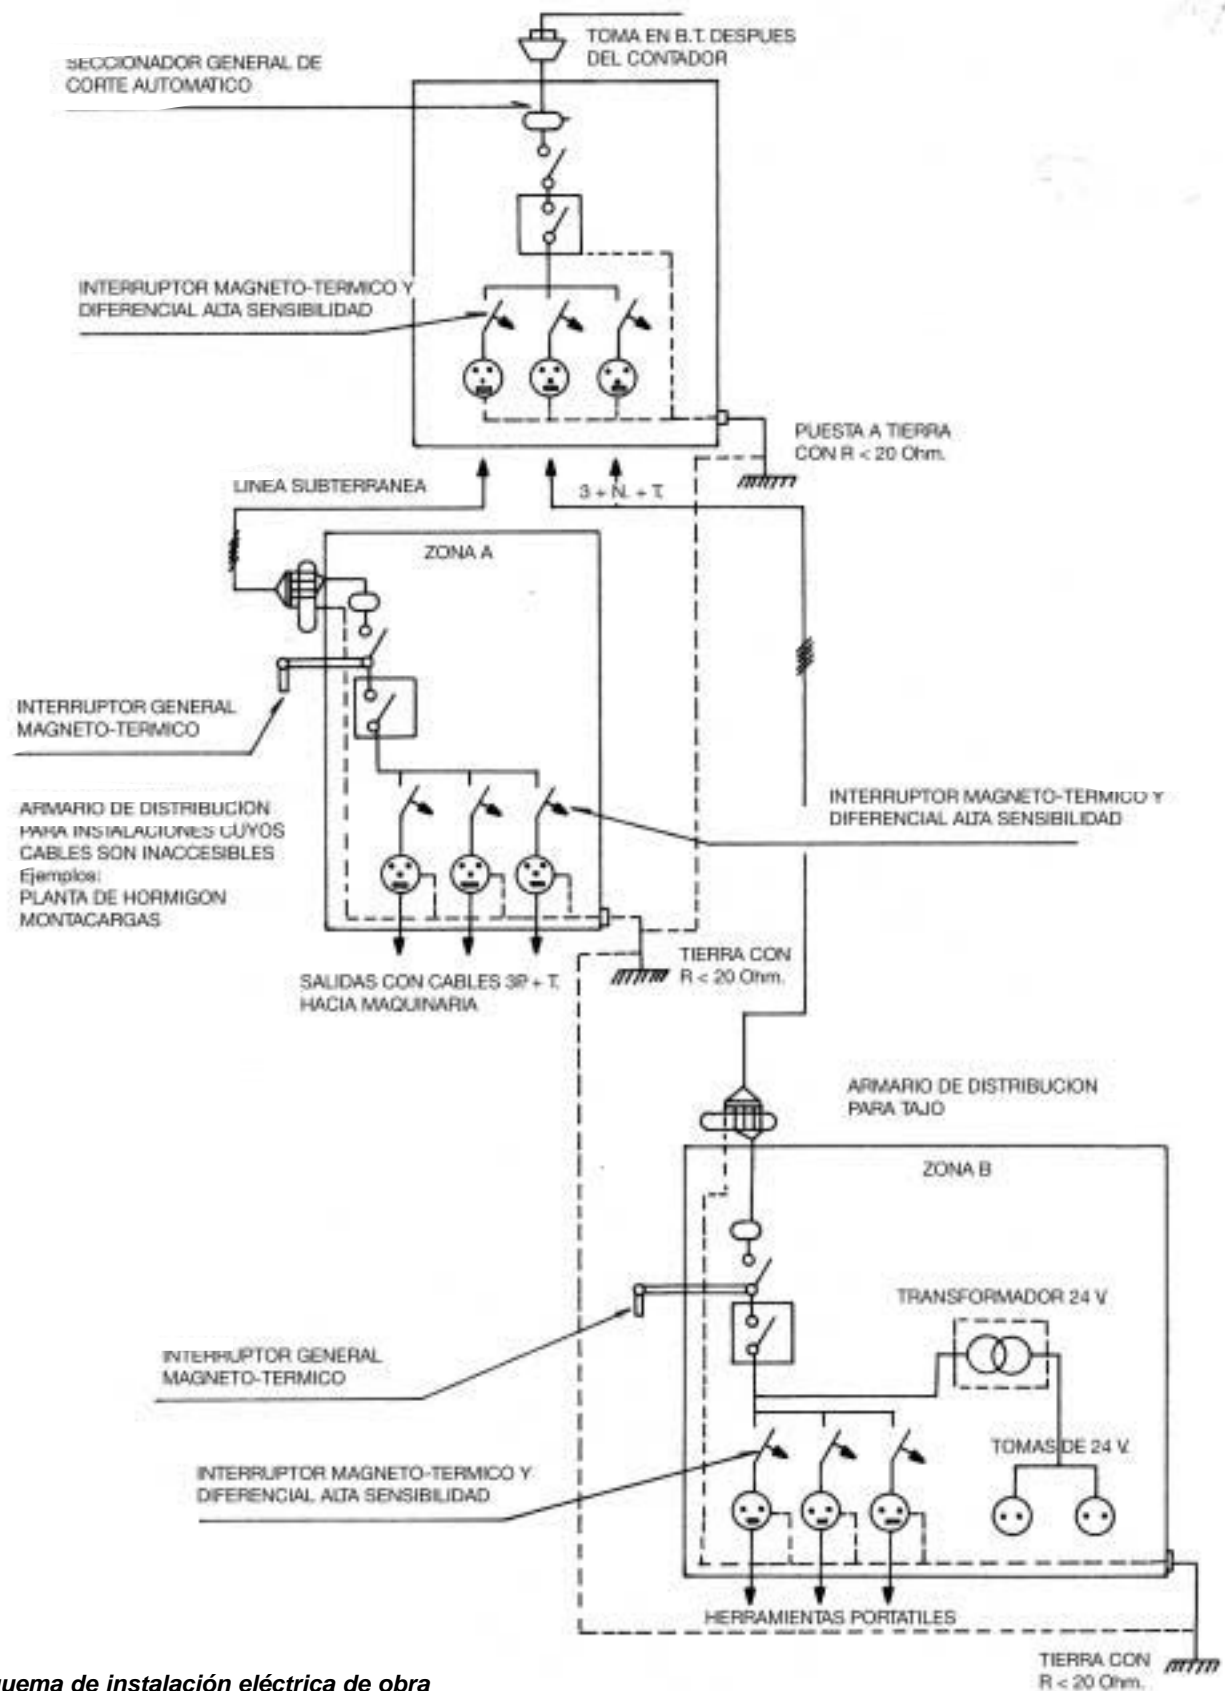 TOMA EN B.T. DESPUES
DEL CONTADOR
SECCIONADOR GENERAL DE
CORTE AUTOMATICO
INTERRUPTOR MAGNETO-TERMICO Y
DIFERENCIAL ALTA SENSIBILIDAD
PUESTA A TIERRA
CON R < 20 Ohm.
LINEA SUBTERRANEA
3 + N. + T.
ZONA A
INTERRUPTOR GENERAL
MAGNETO-TERMICO
ARMARIO DE DISTRIBUCION
PARA INSTALACIONES CUYOS
CABLES SON INACCESIBLES
Ejemplos:
PLANTA DE HORMIGON
MONTACARGAS
INTERRUPTOR MAGNETO-TERMICO Y
DIFERENCIAL ALTA SENSIBILIDAD
SALIDAS CON CABLES 3P. + T.
HACIA MAQUINARIA
TIERRA CON
R < 20 Ohm.
ARMARIO DE DISTRIBUCION
PARA TAJO
ZONA B
TRANSFORMADOR 24 V.
INTERRUPTOR GENERAL
MAGNETO-TERMICO
TOMAS DE 24 V.
INTERRUPTOR MAGNETO-TERMICO Y
DIFERENCIAL ALTA SENSIBILIDAD
HERRAMIENTAS PORTATILES
TIERRA CON
R < 20 Ohm.
uema de instalación eléctrica de obra